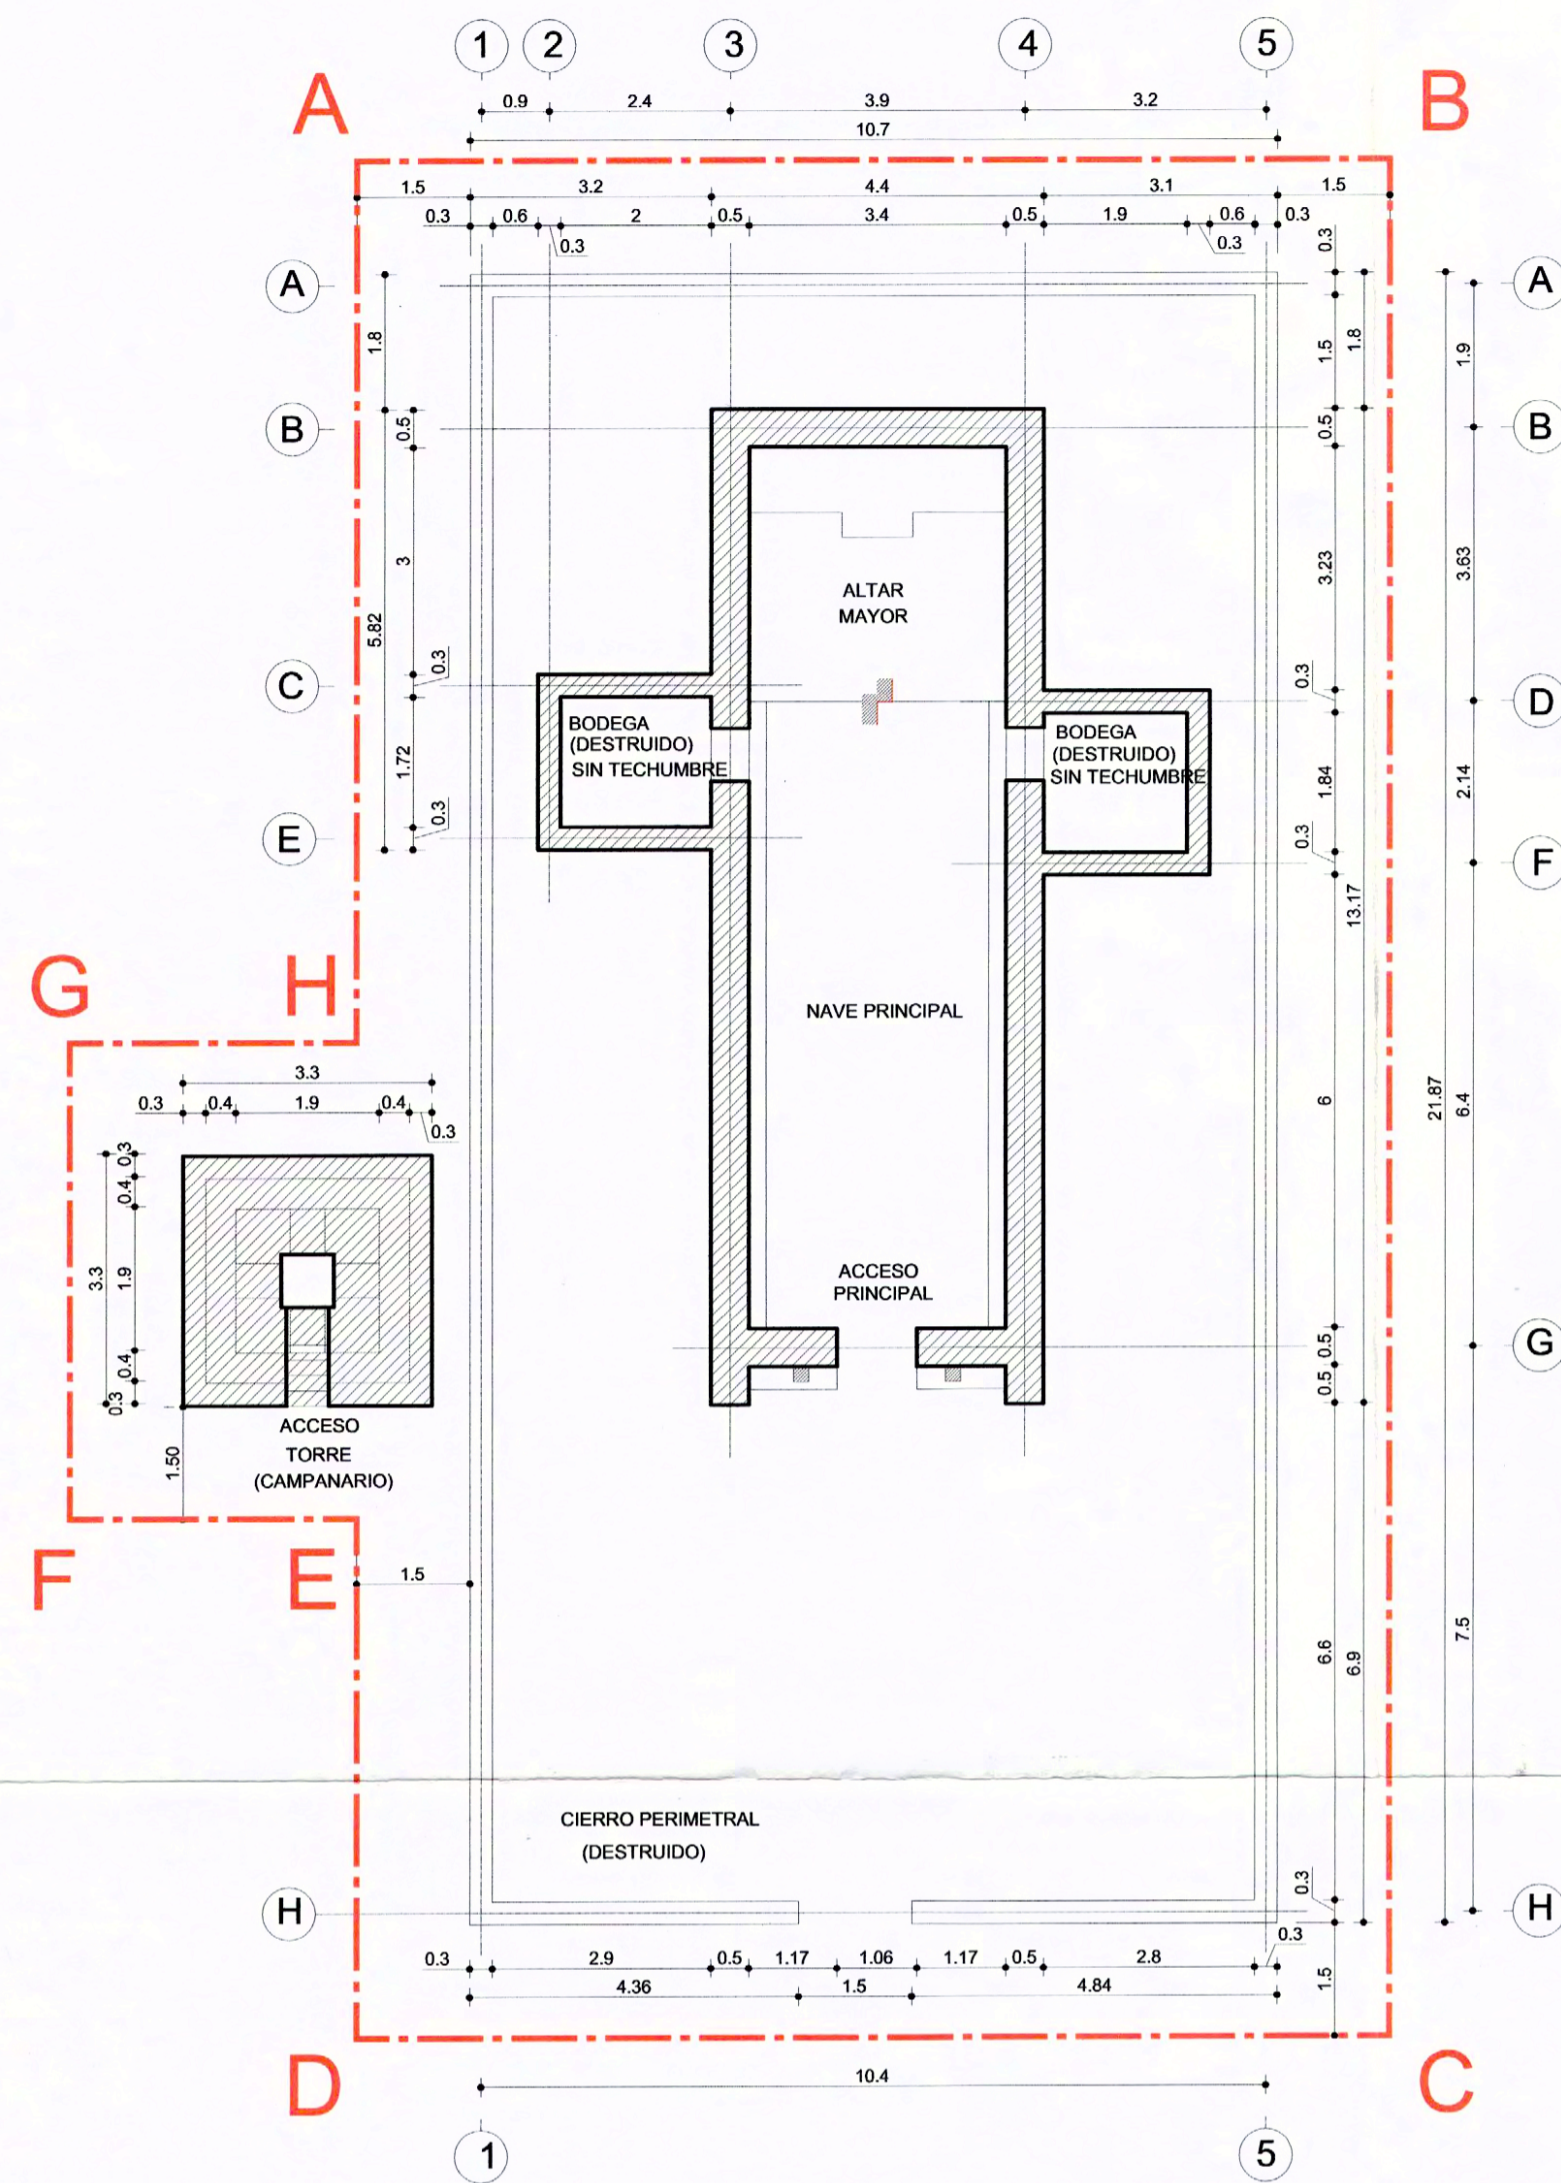 1 2 3 4 5
A B
0.9 2.4 3.9 3.2
10.7
1.5 3.2 4.4 3.1 1.5
0.3 0.6 2 0.5 3.4 0.5 1.9 0.6 0.3
0.3 0.3
0.3
A A
1.8 1.5 1.8 1.9
B B
0.5 0.5
3 3.23 3.63
5.82
ALTAR
MAYOR
0.3 0.3
C D
BODEGA
(DESTRUIDO)
SIN TECHUMBRE
BODEGA
(DESTRUIDO)
SIN TECHUMBRE
1.72 1.84 2.14
0.3 0.3
E F
13.17
G H
NAVE PRINCIPAL
3.3
0.3 0.4 1.9 0.4
0.3
6 21.87 6.4
0.3
0.4
3.3 1.9
0.4
0.3
ACCESO
PRINCIPAL
0.5 G
0.5
ACCESO
TORRE
(CAMPANARIO)
1.50
F E
1.5
6.6 6.9 7.5
CIERRO PERIMETRAL
(DESTRUIDO)
0.3
H H
0.3 2.9 0.5 1.17 1.06 1.17 0.5 2.8 0.3
4.36 1.5 4.84
1.5
D C
10.4
1 5